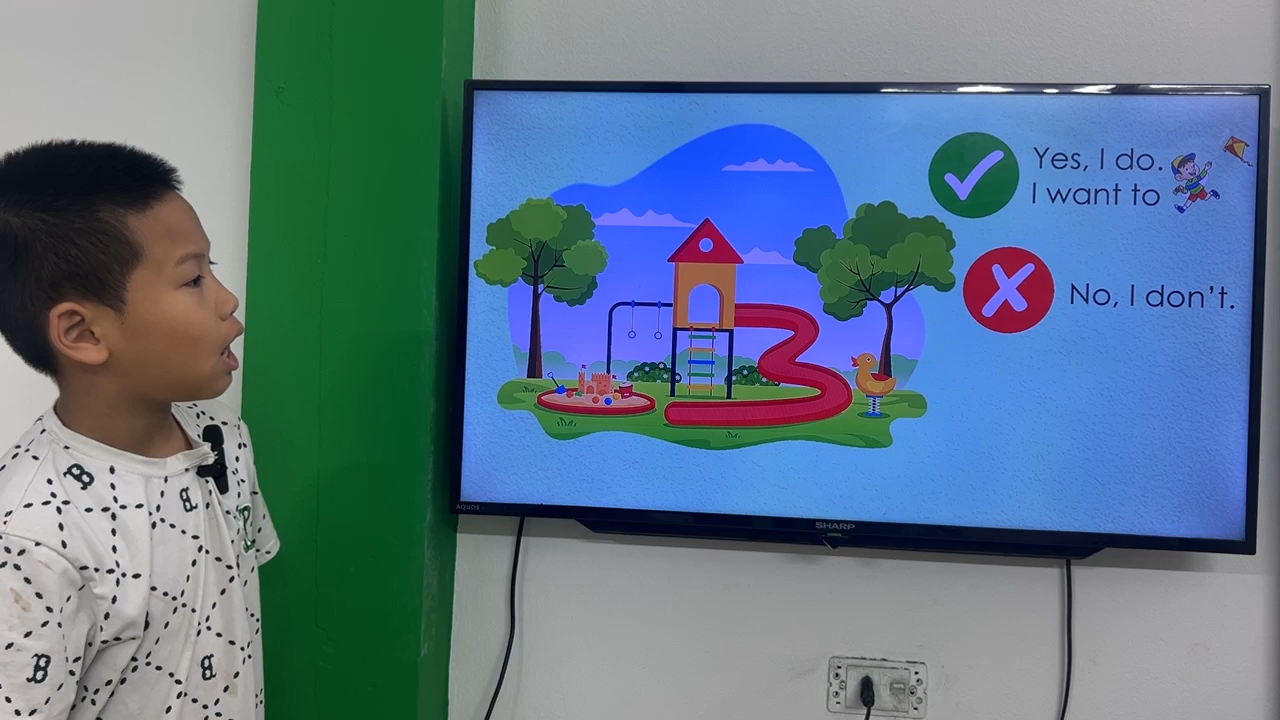 Yes, I do.
I want to
No, I don't.
AQUOS
SHARP
B
B
P
B
B